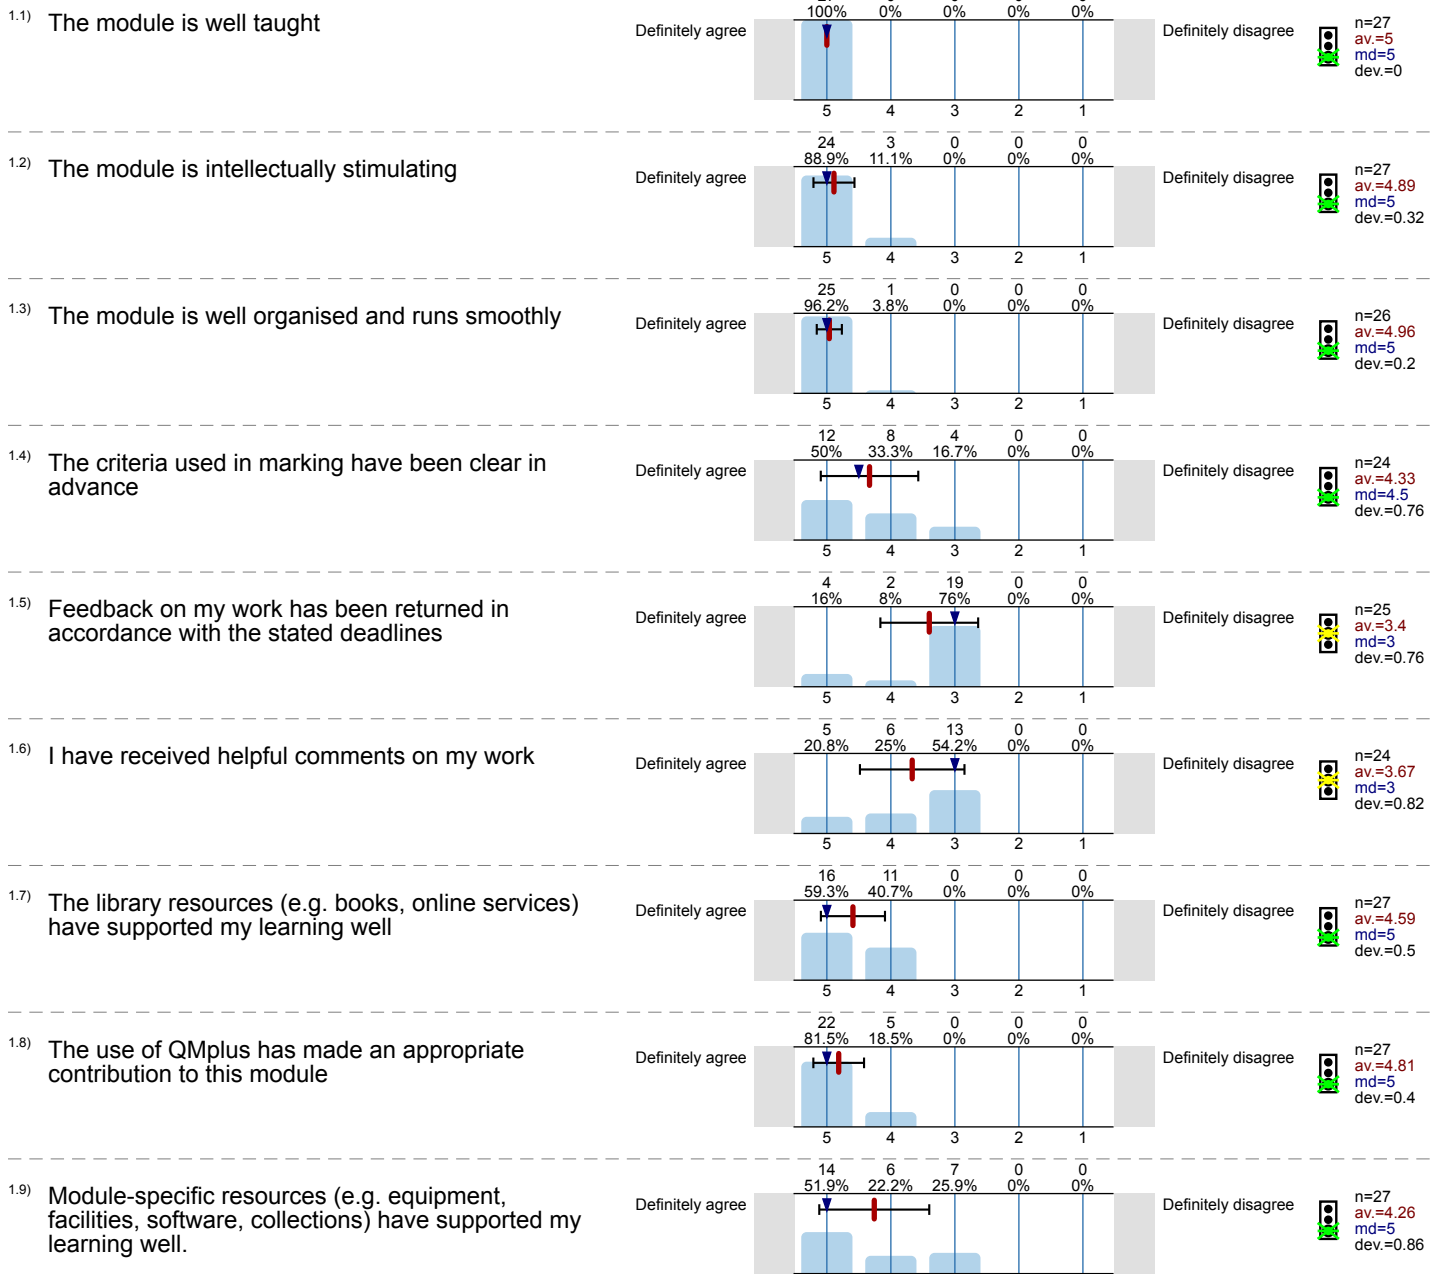 1.1) The module is well taught
Definitely agree
100% 0% 0% 0% 0%
5 4 3 2 1
Definitely disagree
n=27
av.=5
md=5
dev.=0
1.2) The module is intellectually stimulating
Definitely agree
24 3 0 0 0
88.9% 11.1% 0% 0% 0%
5 4 3 2 1
Definitely disagree
n=27
av.=4.89
md=5
dev.=0.32
1.3) The module is well organised and runs smoothly
Definitely agree
25 1 0 0 0
96.2% 3.8% 0% 0% 0%
5 4 3 2 1
Definitely disagree
n=26
av.=4.96
md=5
dev.=0.2
1.4) The criteria used in marking have been clear in
advance
Definitely agree
12 8 4 0 0
50% 33.3% 16.7% 0% 0%
5 4 3 2 1
Definitely disagree
n=24
av.=4.33
md=4.5
dev.=0.76
1.5) Feedback on my work has been returned in
accordance with the stated deadlines
Definitely agree
4 2 19 0 0
16% 8% 76% 0% 0%
5 4 3 2 1
Definitely disagree
n=25
av.=3.4
md=3
dev.=0.76
1.6) I have received helpful comments on my work
Definitely agree
5 6 13 0 0
20.8% 25% 54.2% 0% 0%
5 4 3 2 1
Definitely disagree
n=24
av.=3.67
md=3
dev.=0.82
1.7) The library resources (e.g. books, online services)
have supported my learning well
Definitely agree
16 11 0 0 0
59.3% 40.7% 0% 0% 0%
5 4 3 2 1
Definitely disagree
n=27
av.=4.59
md=5
dev.=0.5
1.8) The use of QMplus has made an appropriate
contribution to this module
Definitely agree
22 5 0 0 0
81.5% 18.5% 0% 0% 0%
5 4 3 2 1
Definitely disagree
n=27
av.=4.81
md=5
dev.=0.4
1.9) Module-specific resources (e.g. equipment,
facilities, software, collections) have supported my
learning well.
Definitely agree
14 6 7 0 0
51.9% 22.2% 25.9% 0% 0%
Definitely disagree
n=27
av.=4.26
md=5
dev.=0.86